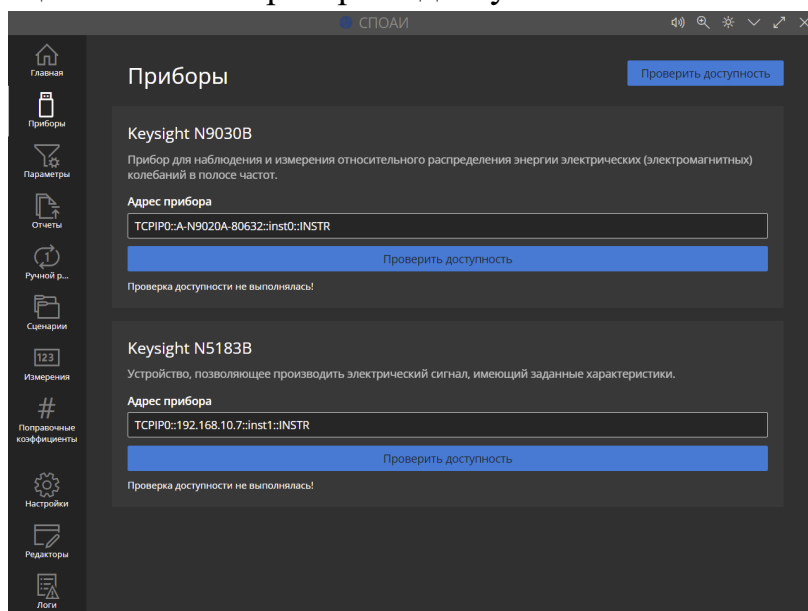 СПОАИ
Главная
Приборы
Параметры
Отчеты
Ручной р...
Сценарии
123
Измерения
#
Поправочные
коэффициенты
Настройки
Редакторы
Логи
Приборы
Проверить доступность
Keysight N9030B
Прибор для наблюдения и измерения относительного распределения энергии электрических (электромагнитных)
колебаний в полосе частот.
Адрес прибора
TCPIP0::A-N9020A-80632::inst0::INSTR
Проверить доступность
Проверка доступности не выполнялась!
Keysight N5183B
Устройство, позволяющее производить электрический сигнал, имеющий заданные характеристики.
Адрес прибора
TCPIP0::192.168.10.7::inst1::INSTR
Проверить доступность
Проверка доступности не выполнялась!